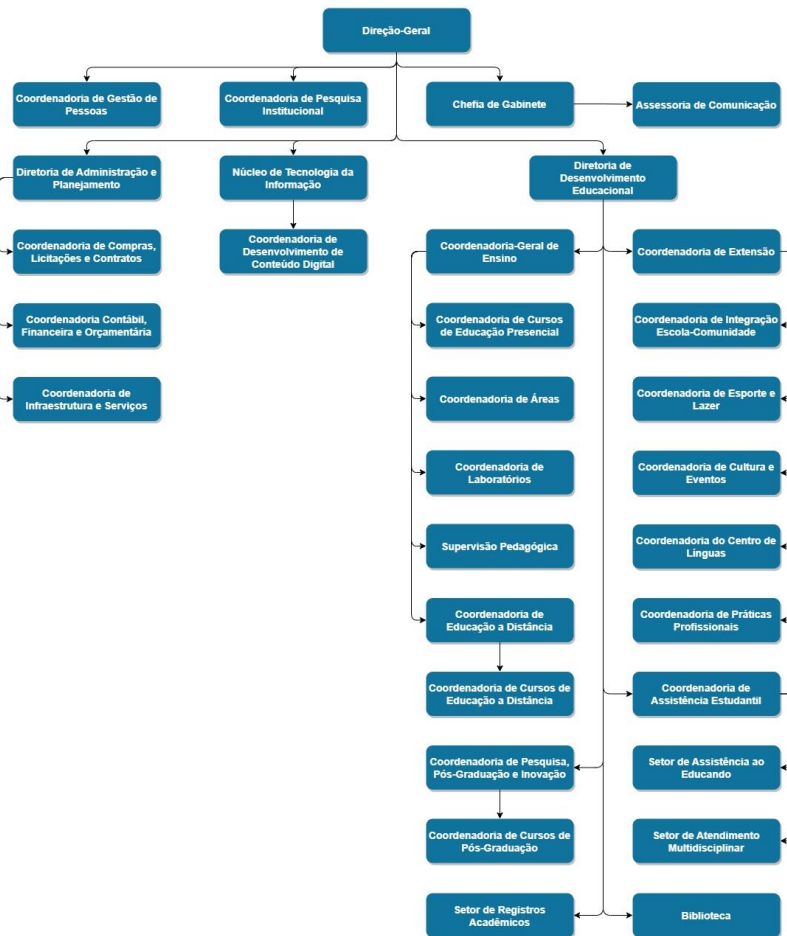 Direção-Geral
Coordenadoria de Gestão de
Pessoas
Coordenadoria de Pesquisa
Institucional
Chefia de Gabinete
Assessoria de Comunicação
Diretoria de Administração e
Planejamento
Núcleo de Tecnologia da
Informação
Diretoria de
Desenvolvimento
Educacional
Coordenadoria de Compras,
Licitações e Contratos
Coordenadoria de
Desenvolvimento de
Conteúdo Digital
Coordenadoria-Geral de
Ensino
Coordenadoria de Extensão
Coordenadoria Contábil,
Financeira e Orçamentária
Coordenadoria de Cursos
de Educação Presencial
Coordenadoria de Integração
Escola-Comunidade
Coordenadoria de
Infraestrutura e Serviços
Coordenadoria de Áreas
Coordenadoria de Esporte e
Lazer
Coordenadoria de
Laboratórios
Coordenadoria de Cultura e
Eventos
Supervisão Pedagógica
Coordenadoria do Centro de
Línguas
Coordenadoria de
Educação a Distância
Coordenadoria de Práticas
Profissionais
Coordenadoria de Cursos de
Educação a Distância
Coordenadoria de
Assistência Estudantil
Coordenadoria de Pesquisa,
Pós-Graduação e Inovação
Setor de Assistência ao
Educando
Coordenadoria de Cursos de
Pós-Graduação
Setor de Atendimento
Multidisciplinar
Setor de Registros
Acadêmicos
Biblioteca